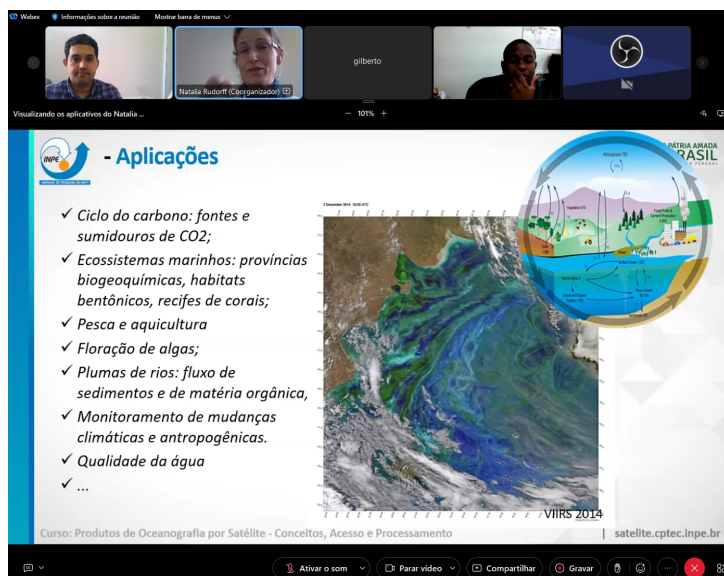 Webex
Informações sobre a reunião
Mostrar barra de menus
Natalia Rudorff (Coorganizador)
gilberto
Visualizando os aplicativos do Natalia ...
101%
INPE
- Aplicações
PÁTRIA AMADA
BRASIL
✓ Ciclo do carbono: fontes e
sumidouros de CO2;
✓ Ecossistemas marinhos: províncias
biogeoquímicas, habitats
bentônicos, recifes de corais;
✓ Pesca e aquicultura
✓ Floração de algas;
✓ Plumas de rios: fluxo de
sedimentos e de matéria orgânica,
✓ Monitoramento de mudanças
climáticas e antropogênicas.
✓ Qualidade da água
✓ ...
VIIRS 2014
Curso: Produtos de Oceanografia por Satélite - Conceitos, Acesso e Processamento
| satelite.cptec.inpe.br
Ativar o som
Parar vídeo
Compartilhar
Gravar